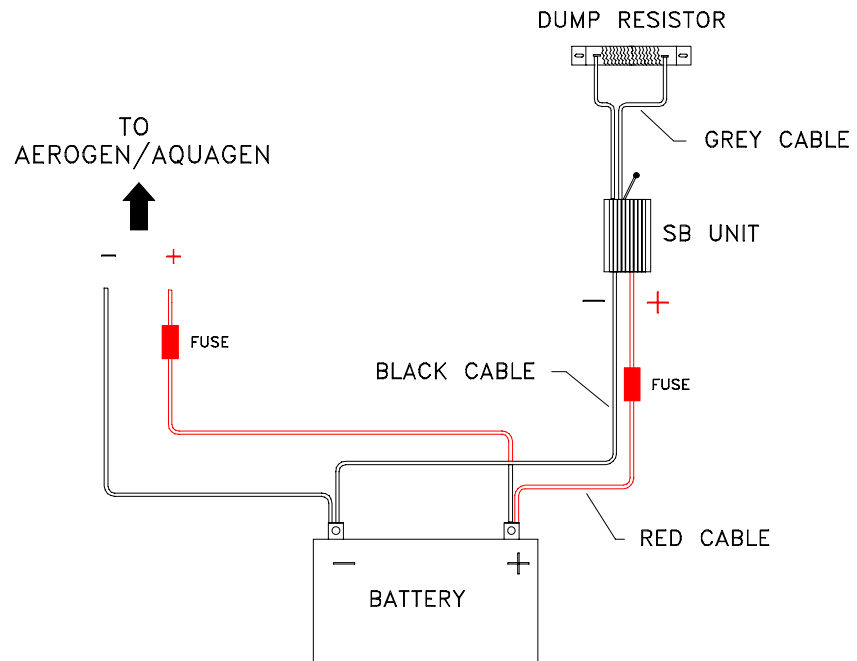 DUMP RESISTOR
TO
AEROGEN/AQUAGEN
GREY CABLE
SB UNIT
− +
− +
FUSE
BLACK CABLE
FUSE
RED CABLE
− +
BATTERY